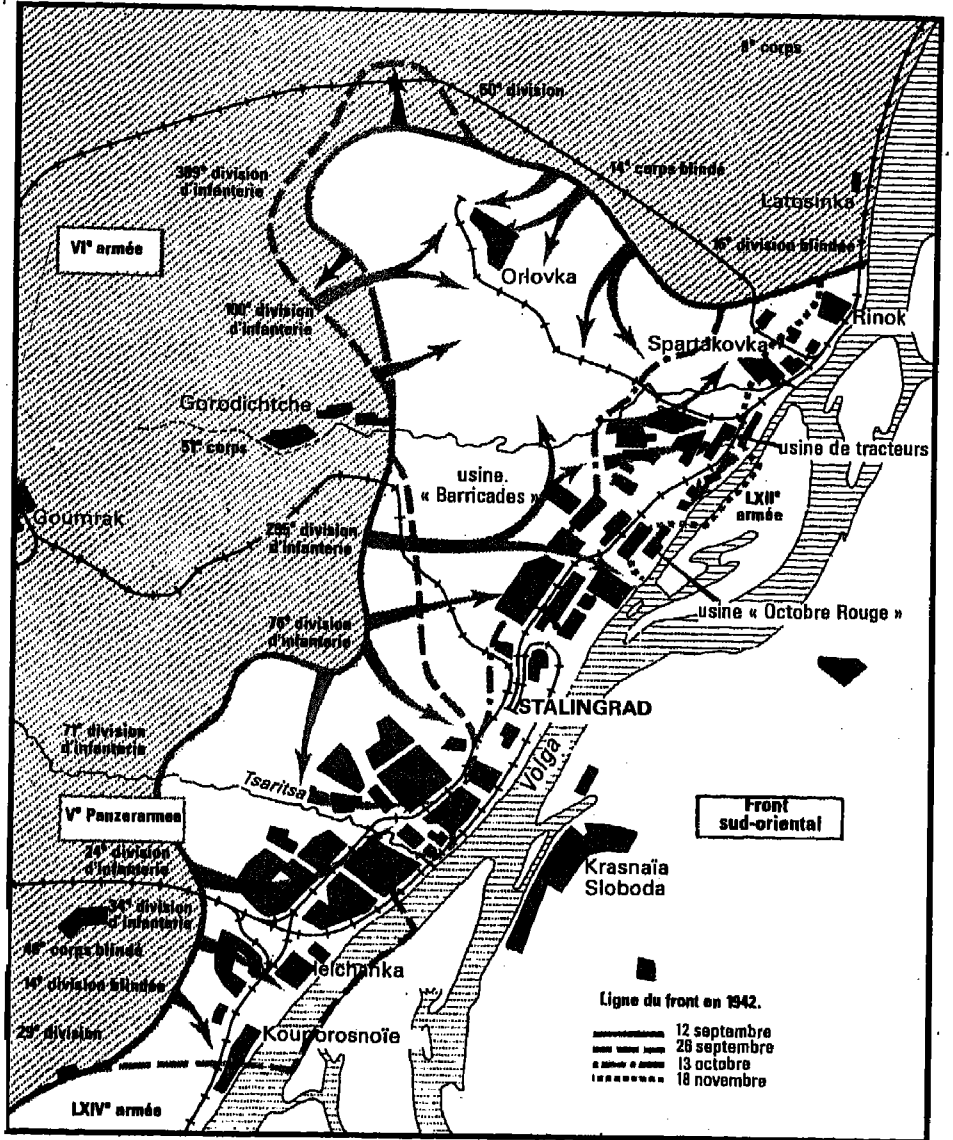 8ᵉ corps
60ᵉ division
389ᵉ division
d'infanterie
14ᵉ corps blindé
Latosinka
VIᵉ armée
16ᵉ division blindée
Orlovka
100ᵉ division
d'infanterie
Rinok
Spartakovka
Gorodichtche
51ᵉ corps
usine de tracteurs
usine.
« Barricades »
LXIIᵉ
armée
Goumrak
295ᵉ division
d'infanterie
usine « Octobre Rouge »
76ᵉ division
d'infanterie
STALINGRAD
71ᵉ division
d'infanterie
Volga
Tsaritsa
Vᵉ Panzerarmee
Front
sud-oriental
24ᵉ division
d'infanterie
Krasnaïa
Sloboda
94ᵉ division
d'infanterie
48ᵉ corps blindé
Ielchanka
14ᵉ division blindée
Ligne du front en 1942.
29ᵉ division
Kouporosnoïe
12 septembre
26 septembre
13 octobre
18 novembre
LXIVᵉ armée